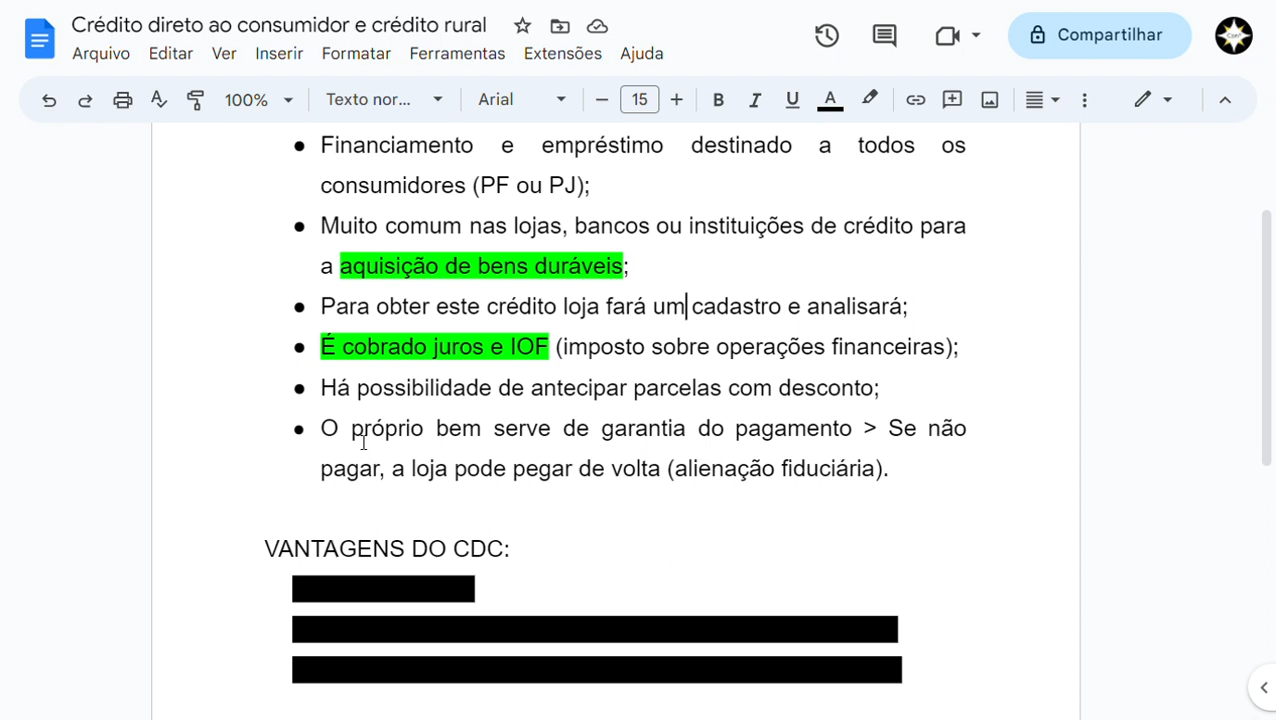 Crédito direto ao consumidor e crédito rural
Arquivo Editar Ver Inserir Formatar Ferramentas Extensões Ajuda
Compartilhar
100% Texto nor... Arial 15 B I U A
● Financiamento e empréstimo destinado a todos os
consumidores (PF ou PJ);
● Muito comum nas lojas, bancos ou instituições de crédito para
a aquisição de bens duráveis;
● Para obter este crédito loja fará um cadastro e analisará;
● É cobrado juros e IOF (imposto sobre operações financeiras);
● Há possibilidade de antecipar parcelas com desconto;
● O próprio bem serve de garantia do pagamento > Se não
pagar, a loja pode pegar de volta (alienação fiduciária).
VANTAGENS DO CDC: